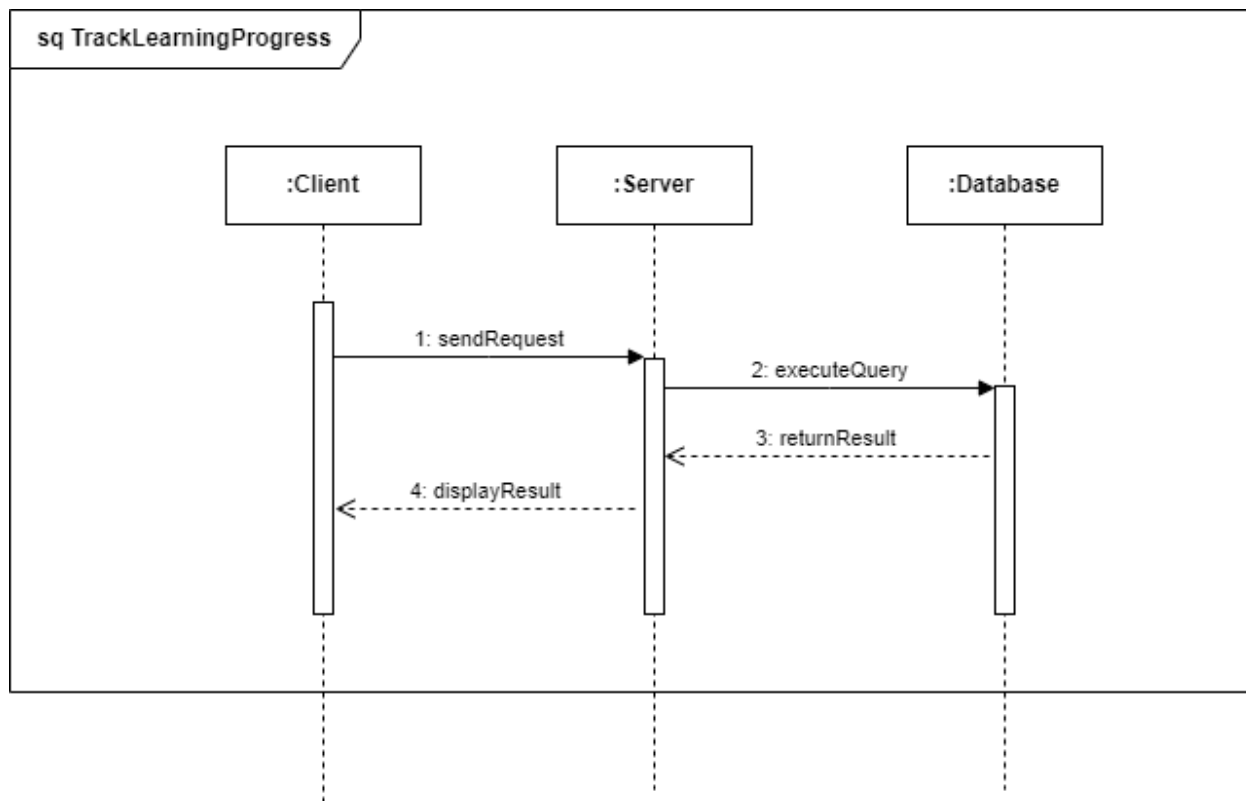 sq TrackLearningProgress
:Client
:Server
:Database
1: sendRequest
2: executeQuery
3: returnResult
4: displayResult